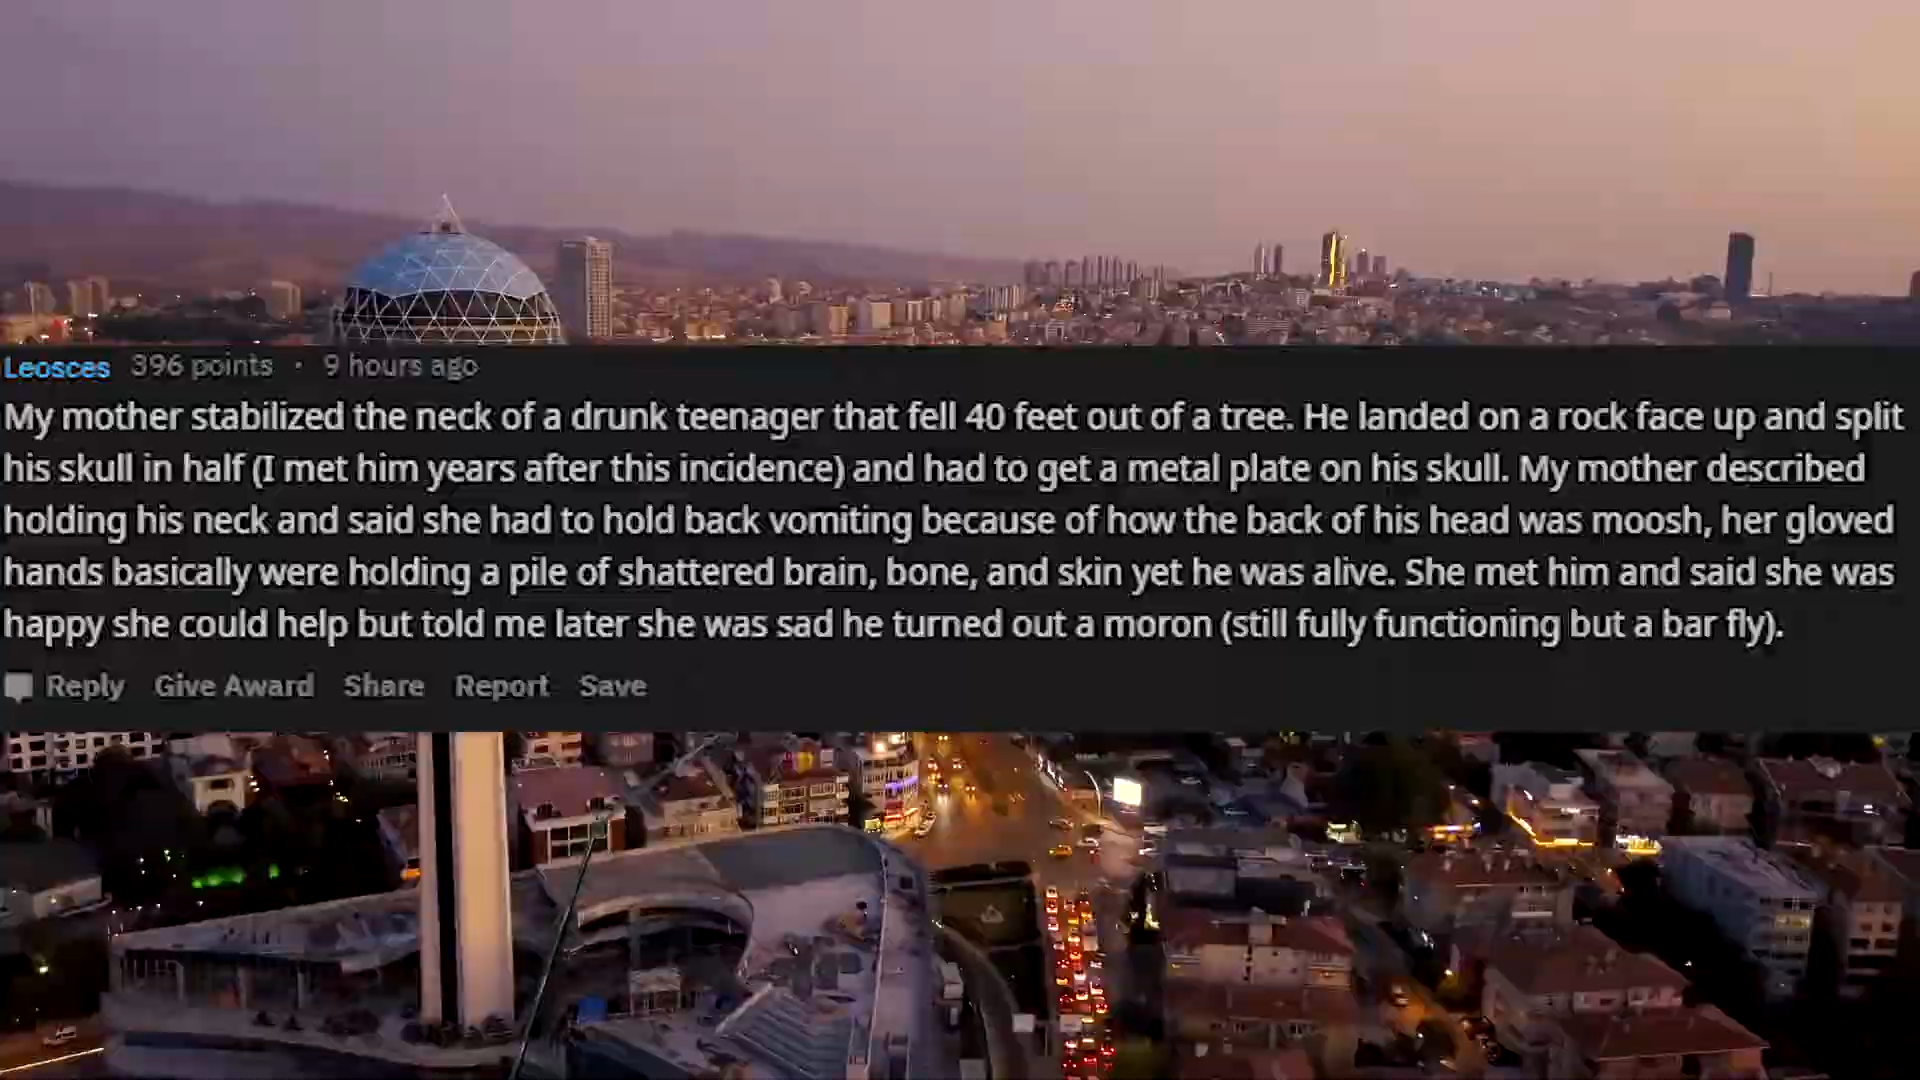 Leosces 396 points · 9 hours ago
My mother stabilized the neck of a drunk teenager that fell 40 feet out of a tree. He landed on a rock face up and split
his skull in half (I met him years after this incidence) and had to get a metal plate on his skull. My mother described
holding his neck and said she had to hold back vomiting because of how the back of his head was moosh, her gloved
hands basically were holding a pile of shattered brain, bone, and skin yet he was alive. She met him and said she was
happy she could help but told me later she was sad he turned out a moron (still fully functioning but a bar fly).
Reply Give Award Share Report Save